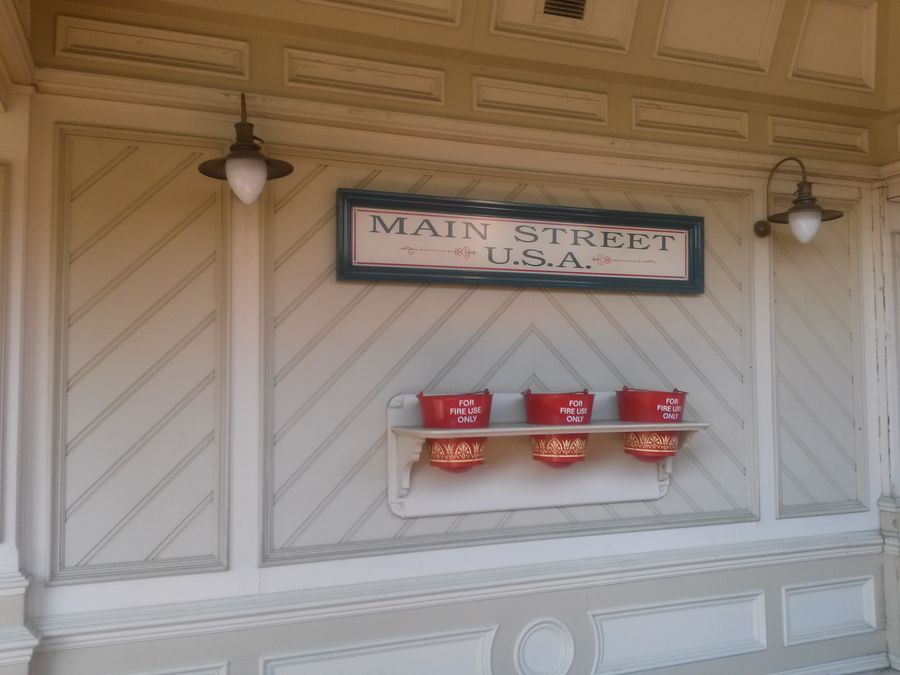 MAIN STREET
U.S.A.
FOR
FIRE USE
ONLY
FOR
FIRE USE
ONLY
FOR
FIRE USE
ONLY